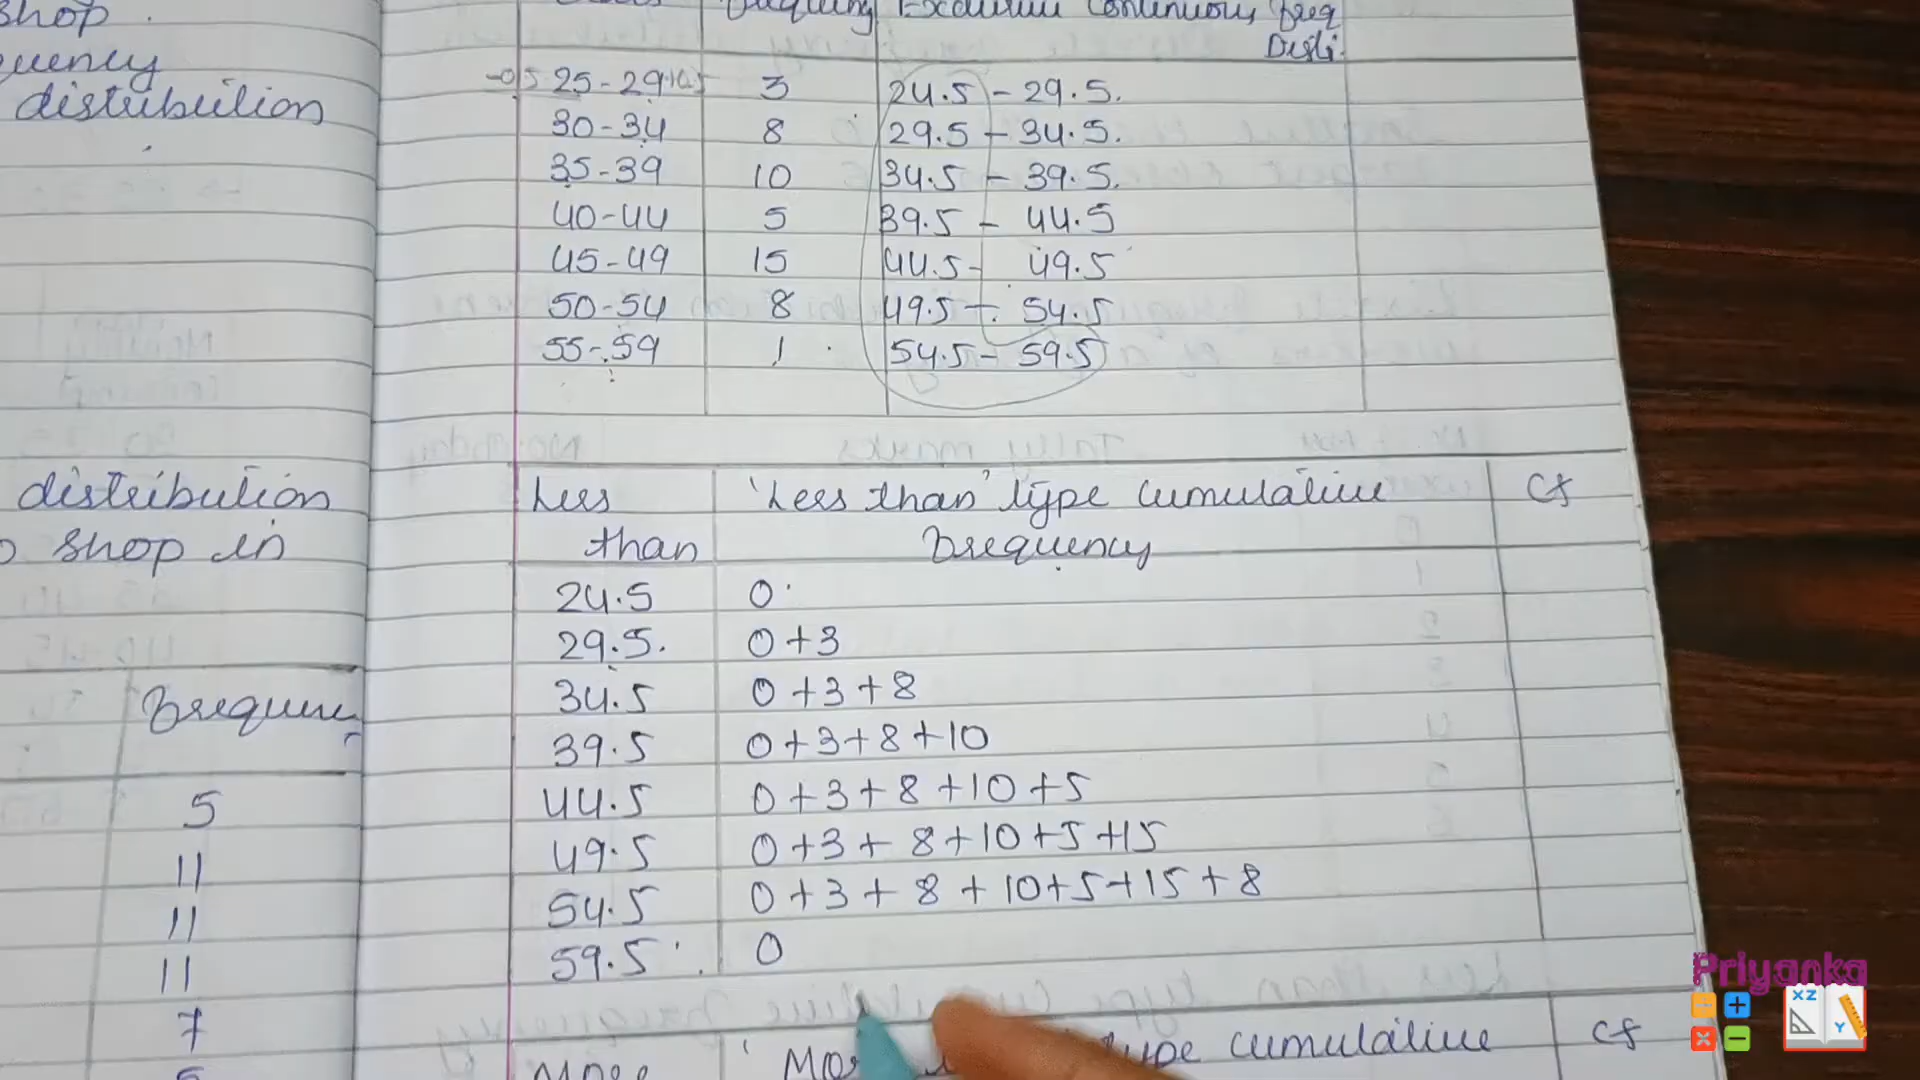 shop.
distribution
Disti.
25-29 3 24.5 - 29.5.
30-34 8 29.5 - 34.5.
35-39 10 34.5 - 39.5.
40-44 5 39.5 - 44.5
45-49 15 44.5 - 49.5
50-54 8 49.5 - 54.5
55-59 1 54.5 - 59.5
distribution
shop in
Frequenc
5
11
11
11
7
Less than 'Less than' type cumulative frequency cf
24.5 0
29.5. 0+3
34.5 0+3+8
39.5 0+3+8+10
44.5 0+3+8+10+5
49.5 0+3+8+10+5+15
54.5 0+3+8+10+5+15+8
59.5 0
type cumulative cf
Priyanka
XZ
Y